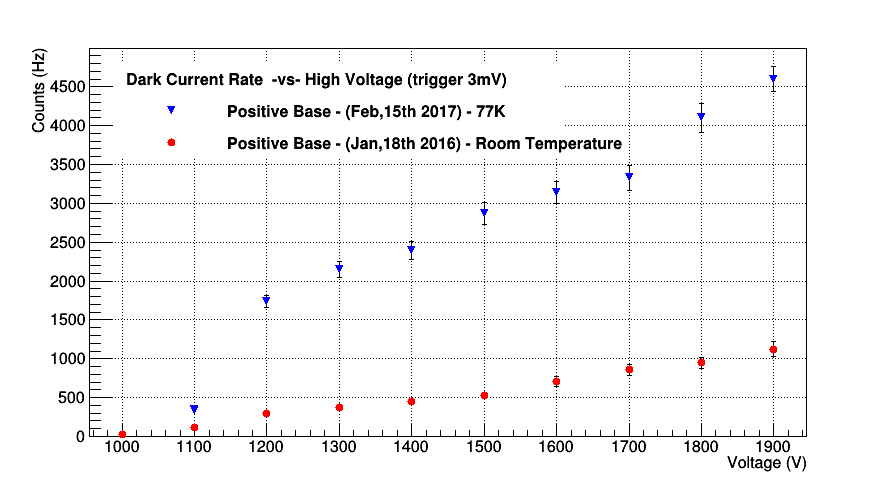 Counts (Hz)
4500
4000
3500
3000
2500
2000
1500
1000
500
0
Dark Current Rate -vs- High Voltage (trigger 3mV)
Positive Base - (Feb,15th 2017) - 77K
Positive Base - (Jan,18th 2016) - Room Temperature
1000 1100 1200 1300 1400 1500 1600 1700 1800 1900
Voltage (V)